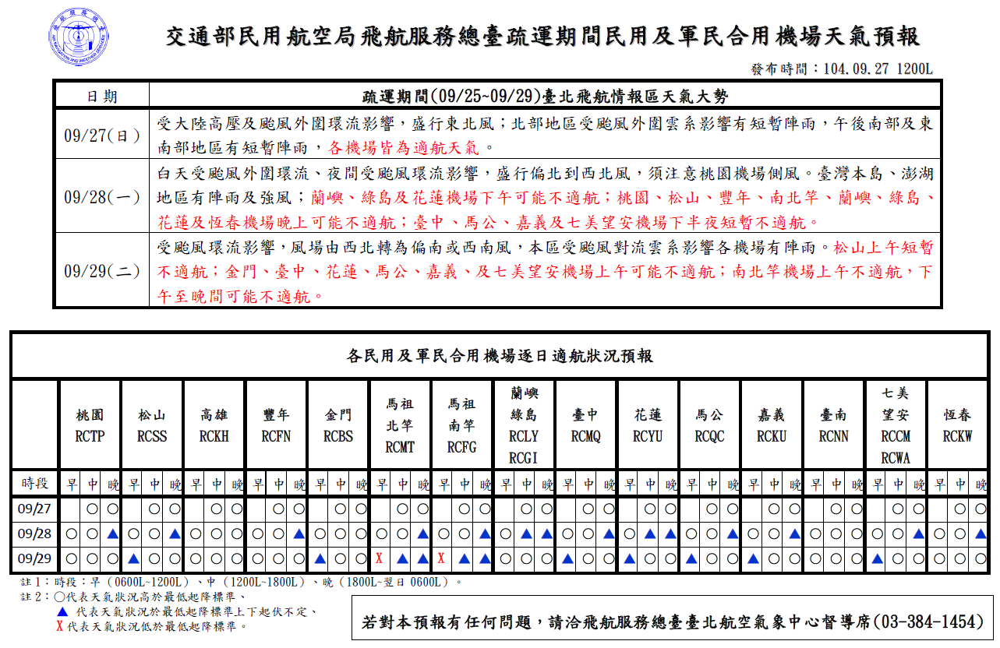 飛航服務總臺
AIR NAVIGATION AND WEATHER SERVICES
交通部民用航空局飛航服務總臺疏運期間民用及軍民合用機場天氣預報
發布時間：104.09.27 1200L
日期 疏運期間(09/25~09/29)臺北飛航情報區天氣大勢
09/27(日) 受大陸高壓及颱風外圍環流影響，盛行東北風；北部地區受颱風外圍雲系影響有短暫陣雨，午後南部及東
南部地區有短暫陣雨，各機場皆為適航天氣。
09/28(一) 白天受颱風外圍環流、夜間受颱風環流影響，盛行偏北到西北風，須注意桃園機場側風。臺灣本島、澎湖
地區有陣雨及強風；蘭嶼、綠島及花蓮機場下午可能不適航；桃園、松山、豐年、南北竿、蘭嶼、綠島、
花蓮及恆春機場晚上可能不適航；臺中、馬公、嘉義及七美望安機場下半夜短暫不適航。
09/29(二) 受颱風環流影響，風場由西北轉為偏南或西南風，本區受颱風對流雲系影響各機場有陣雨。松山上午短暫
不適航；金門、臺中、花蓮、馬公、嘉義、及七美望安機場上午可能不適航；南北竿機場上午不適航，下
午至晚間可能不適航。
各民用及軍民合用機場逐日適航狀況預報
桃園 RCTP 松山 RCSS 高雄 RCKH 豐年 RCFN 金門 RCBS 馬祖 北竿 RCMT 馬祖 南竿 RCFG 蘭嶼 綠島 RCLY RCGI 臺中 RCMQ 花蓮 RCYU 馬公 RCQC 嘉義 RCKU 臺南 RCNN 七美 望安 RCCM RCWA 恆春 RCKW
時段 早 中 晚 早 中 晚 早 中 晚 早 中 晚 早 中 晚 早 中 晚 早 中 晚 早 中 晚 早 中 晚 早 中 晚 早 中 晚 早 中 晚 早 中 晚 早 中 晚 早 中 晚
09/27 ○ ○ ○ ○ ○ ○ ○ ○ ○ ○ ○ ○ ○ ○ ○ ○ ○ ○ ○ ○ ○ ○ ○ ○ ○ ○ ○ ○ ○ ○
09/28 ○ ○ ▲ ○ ○ ▲ ○ ○ ○ ○ ○ ▲ ○ ○ ○ ○ ○ ▲ ○ ○ ▲ ○ ▲ ▲ ○ ○ ▲ ○ ▲ ▲ ○ ○ ▲ ○ ○ ▲ ○ ○ ○ ○ ○ ▲ ○ ○ ▲
09/29 ○ ○ ○ ▲ ○ ○ ○ ○ ○ ○ ○ ○ ▲ ○ ○ X ▲ ▲ X ▲ ▲ ○ ○ ○ ▲ ○ ○ ▲ ○ ○ ▲ ○ ○ ▲ ○ ○ ○ ○ ○ ▲ ○ ○ ○ ○ ○
註1：時段：早（0600L~1200L）、中（1200L~1800L）、晚（1800L~翌日 0600L）。
註2：○代表天氣狀況高於最低起降標準、
▲ 代表天氣狀況於最低起降標準上下起伏不定、
X 代表天氣狀況低於最低起降標準。
若對本預報有任何問題，請洽飛航服務總臺臺北航空氣象中心督導席(03-384-1454)